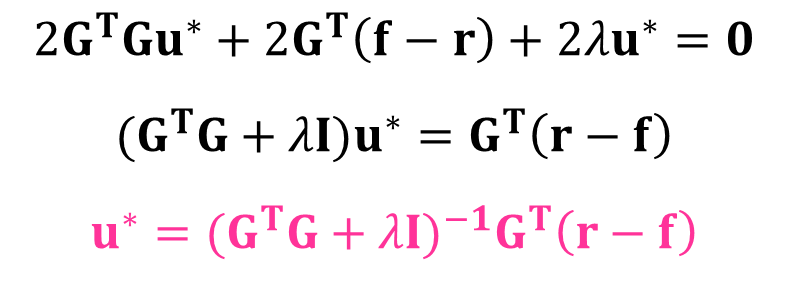 2𝐆ᵀ𝐆𝐮* + 2𝐆ᵀ(𝐟 − 𝐫) + 2𝜆𝐮* = 𝟎
(𝐆ᵀ𝐆 + 𝜆𝐈)𝐮* = 𝐆ᵀ(𝐫 − 𝐟)
𝐮* = (𝐆ᵀ𝐆 + 𝜆𝐈)⁻¹𝐆ᵀ(𝐫 − 𝐟)